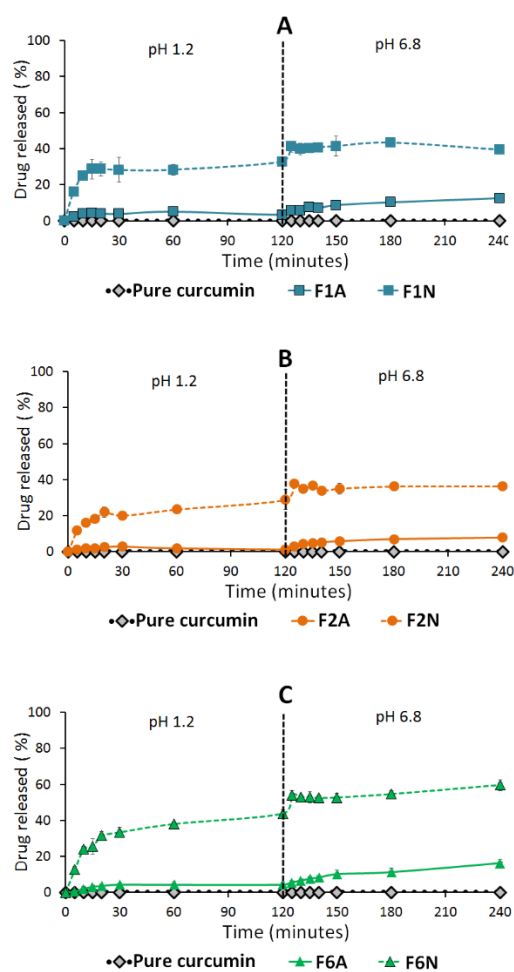 A
pH 1.2 pH 6.8
Drug released ( %)
100
80
60
40
20
0
0 30 60 90 120 150 180 210 240
Time (minutes)
Pure curcumin F1A F1N
B
pH 1.2 pH 6.8
Drug released ( %)
100
80
60
40
20
0
0 30 60 90 120 150 180 210 240
Time (minutes)
Pure curcumin F2A F2N
C
pH 1.2 pH 6.8
Drug released ( %)
100
80
60
40
20
0
0 30 60 90 120 150 180 210 240
Time (minutes)
Pure curcumin F6A F6N